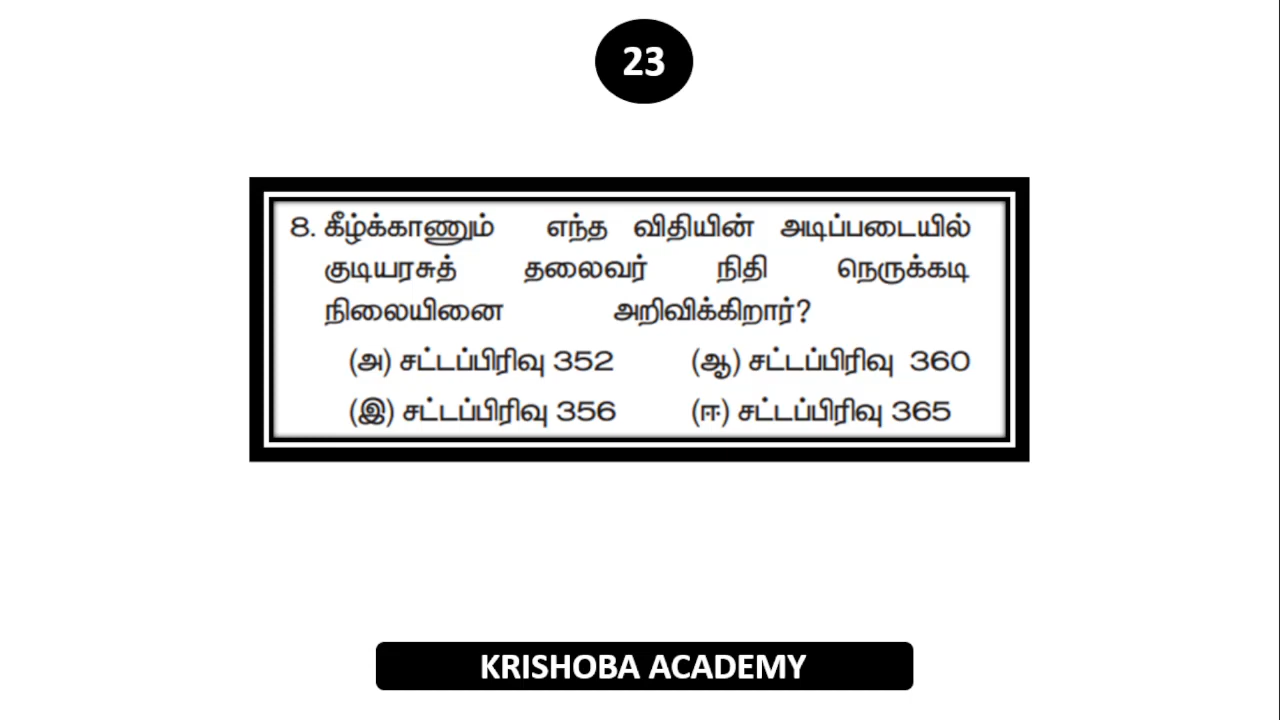 23
8. கீழ்க்காணும் எந்த விதியின் அடிப்படையில்
குடியரசுத் தலைவர் நிதி நெருக்கடி
நிலையினை அறிவிக்கிறார்?
(அ) சட்டப்பிரிவு 352 (ஆ) சட்டப்பிரிவு 360
(இ) சட்டப்பிரிவு 356 (ஈ) சட்டப்பிரிவு 365
KRISHOBA ACADEMY